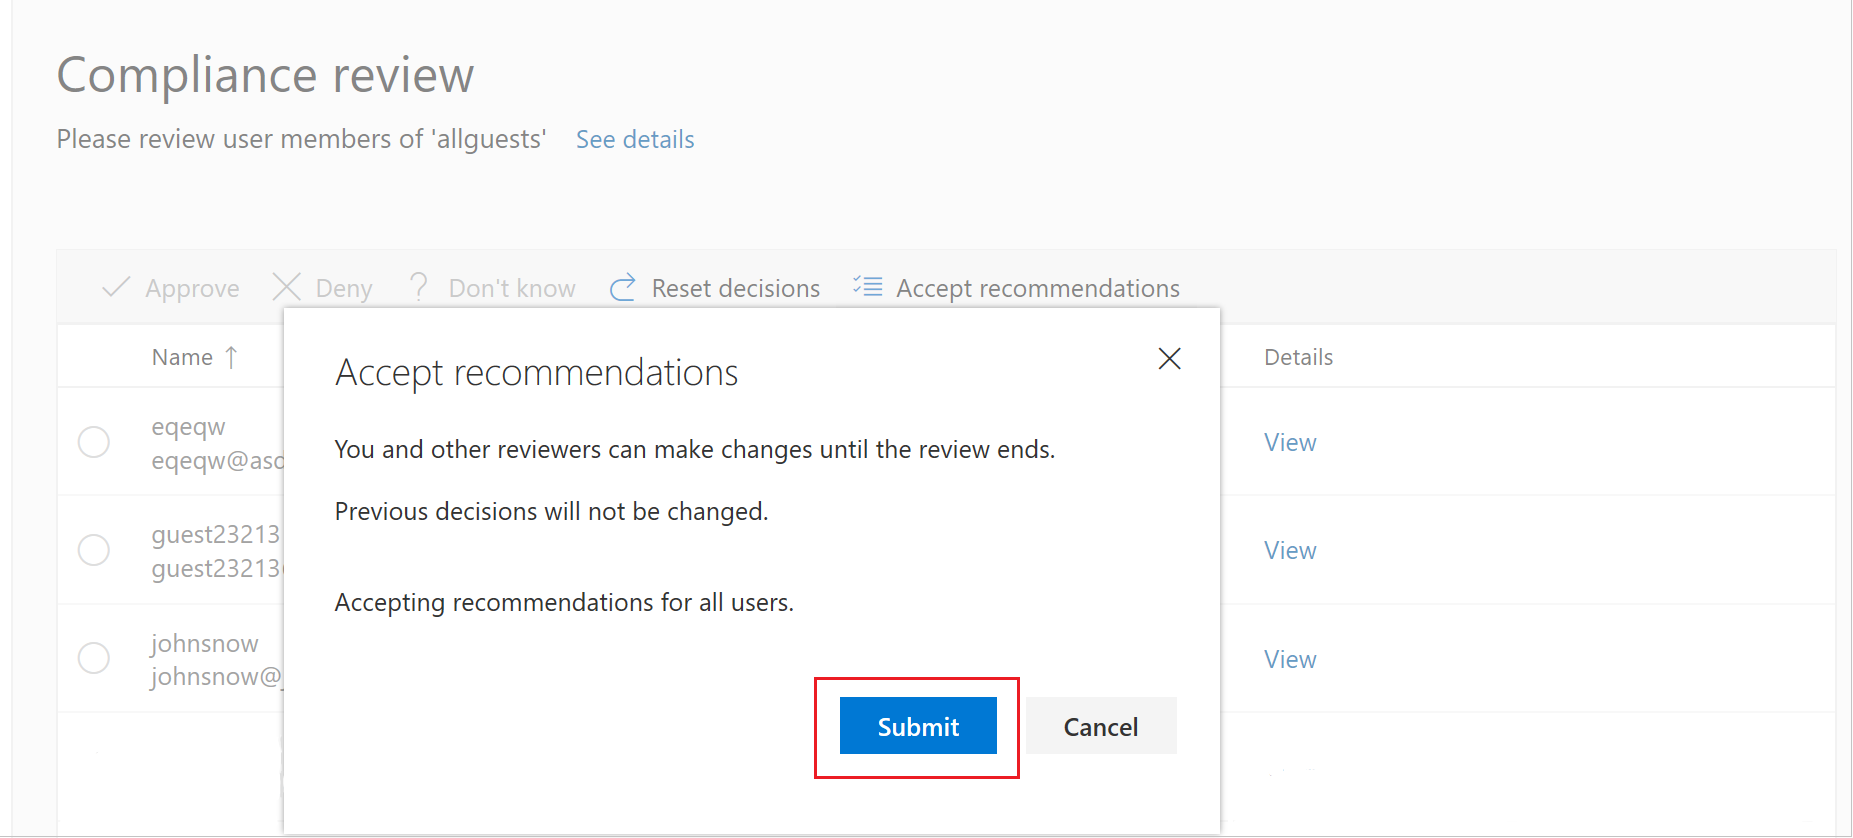 Compliance review
Please review user members of 'allguests' See details
Approve Deny ? Don't know Reset decisions Accept recommendations
Name ↑ Details
Accept recommendations
You and other reviewers can make changes until the review ends.
Previous decisions will not be changed.
Accepting recommendations for all users.
Submit Cancel
eqeqw
eqeqw@aso
View
guest23213
guest23213
View
johnsnow
johnsnow@
View